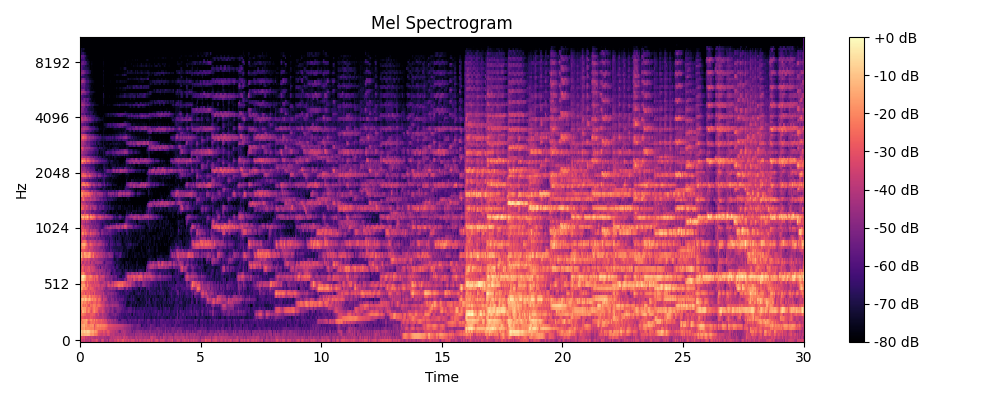 Mel Spectrogram
Hz
8192
4096
2048
1024
512
0
0 5 10 15 20 25 30
Time
+0 dB
-10 dB
-20 dB
-30 dB
-40 dB
-50 dB
-60 dB
-70 dB
-80 dB